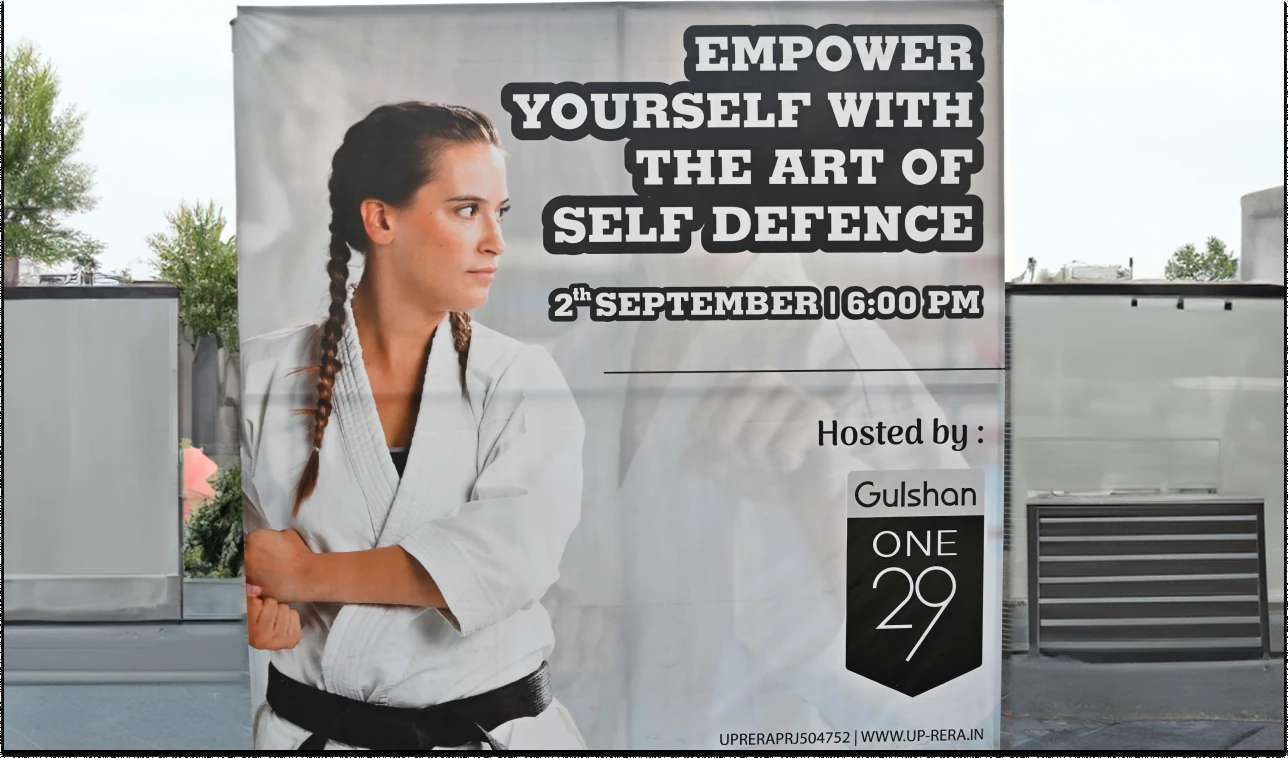 EMPOWER
YOURSELF WITH
THE ART OF
SELF DEFENCE
2th SEPTEMBER | 6:00 PM
Hosted by :
Gulshan
ONE
29
UPRERAPRJ504752 | WWW.UP-RERA.IN